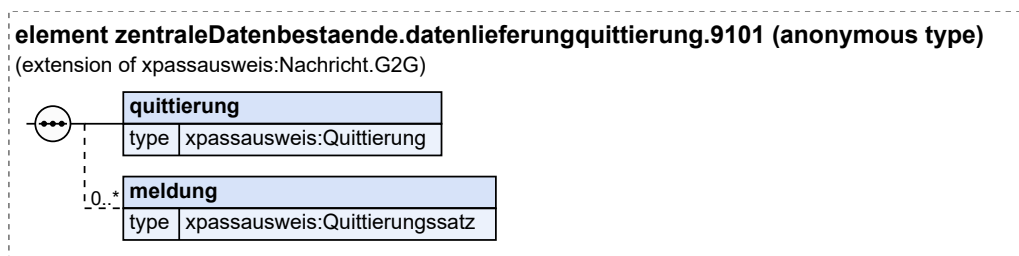 element zentraleDatenbestaende.datenlieferungquittierung.9101 (anonymous type)
(extension of xpassausweis:Nachricht.G2G)
quittierung
type xpassausweis:Quittierung
0..* meldung
type xpassausweis:Quittierungssatz